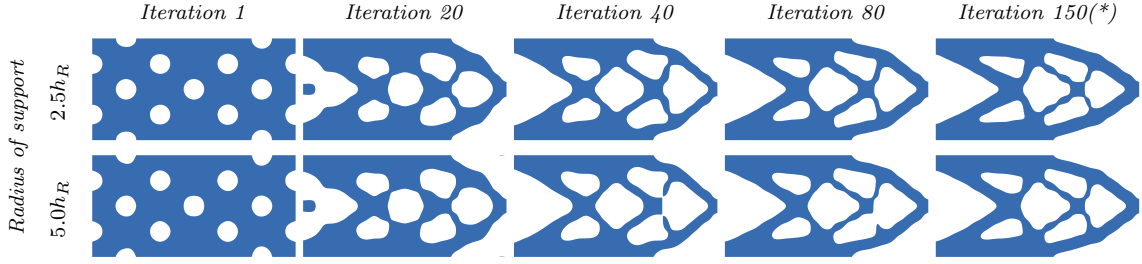 Iteration 1 Iteration 20 Iteration 40 Iteration 80 Iteration 150(*)
Radius of support
2.5h_R
5.0h_R